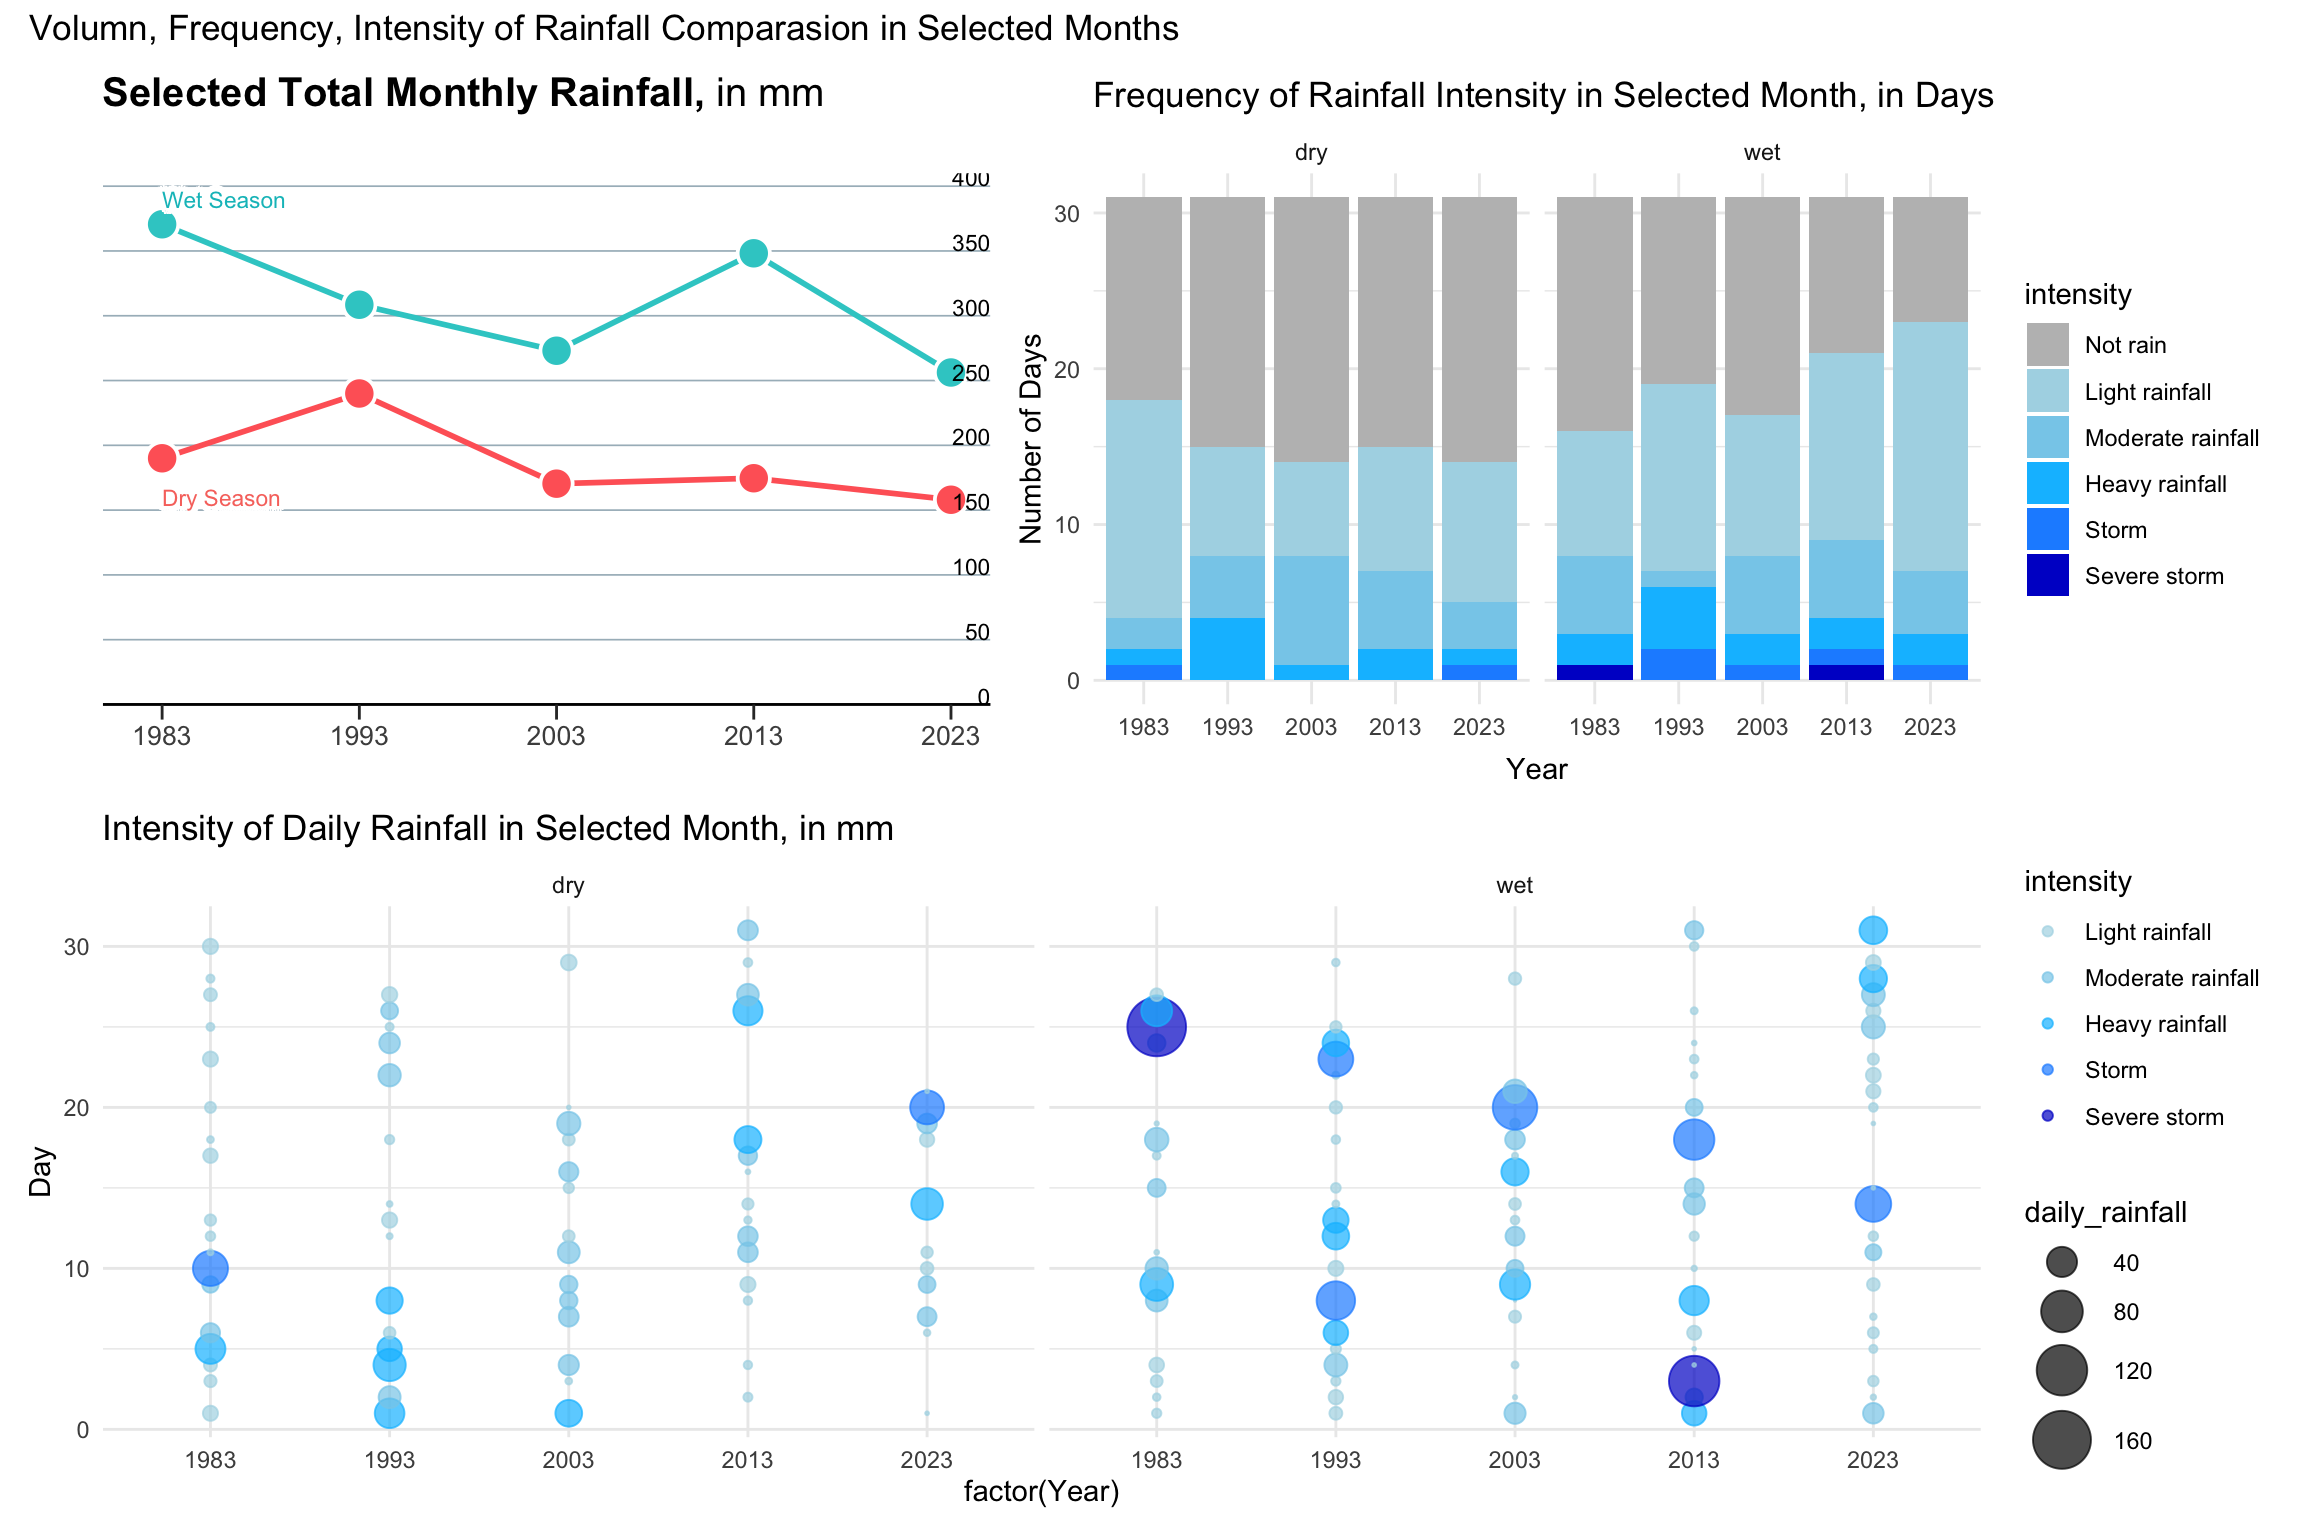 Volumn, Frequency, Intensity of Rainfall Comparasion in Selected Months
Selected Total Monthly Rainfall, in mm
400
Wet Season
350
300
250
200
Dry Season
150
100
50
0
1983 1993 2003 2013 2023
Frequency of Rainfall Intensity in Selected Month, in Days
dry wet
Number of Days
30
20
10
0
1983 1993 2003 2013 2023 1983 1993 2003 2013 2023
Year
intensity
Not rain
Light rainfall
Moderate rainfall
Heavy rainfall
Storm
Severe storm
Intensity of Daily Rainfall in Selected Month, in mm
dry wet
Day
30
20
10
0
1983 1993 2003 2013 2023 1983 1993 2003 2013 2023
factor(Year)
intensity
Light rainfall
Moderate rainfall
Heavy rainfall
Storm
Severe storm
daily_rainfall
40
80
120
160